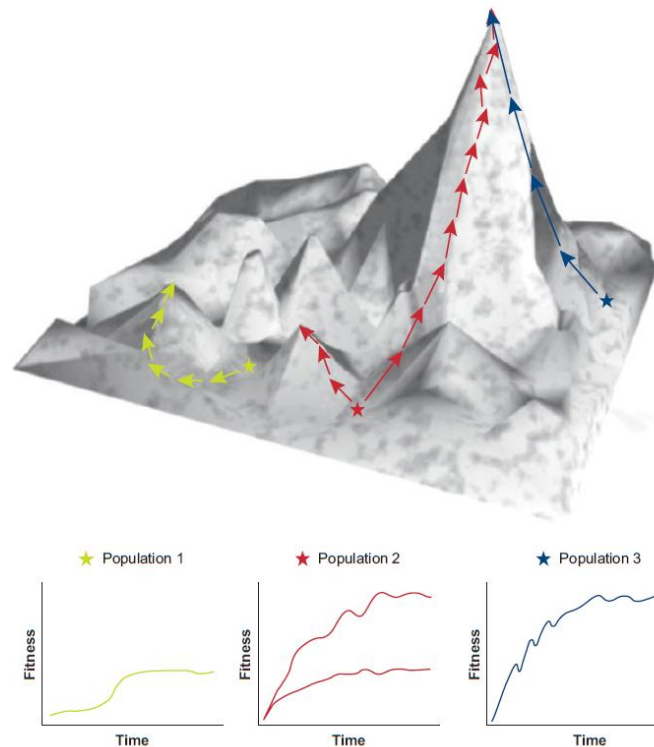 Population 1
Population 2
Population 3
Fitness
Time
Fitness
Time
Fitness
Time